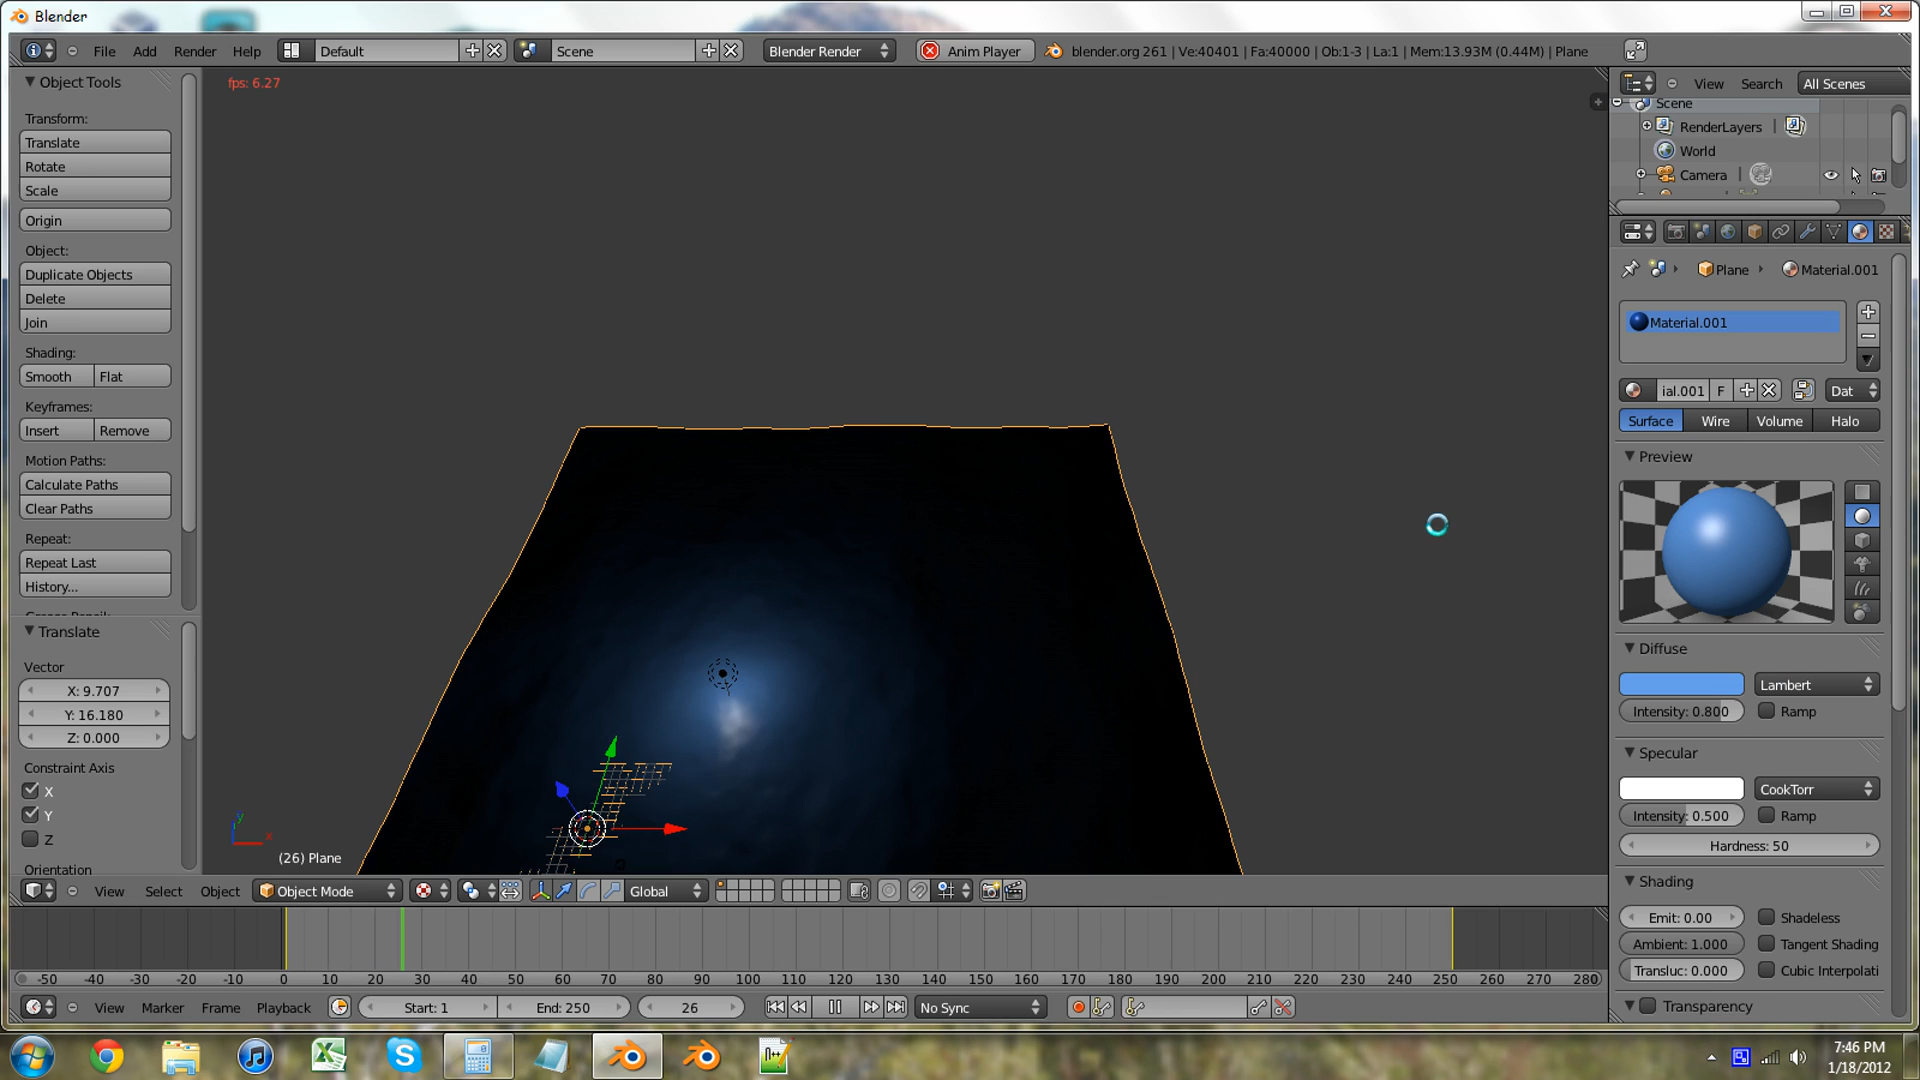 Blender
File Add Render Help Default Scene Blender Render Anim Player blender.org 261 | Ve:40401 | Fa:40000 | Ob:1-3 | La:1 | Mem:13.93M (0.44M) | Plane
Object Tools
Transform:
Translate
Rotate
Scale
Origin
Object:
Duplicate Objects
Delete
Join
Shading:
Smooth Flat
Keyframes:
Insert Remove
Motion Paths:
Calculate Paths
Clear Paths
Repeat:
Repeat Last
History...
Translate
Vector
X: 9.707
Y: 16.180
Z: 0.000
Constraint Axis
X
Y
Z
Orientation
fps: 6.27
y
x
(26) Plane
View Select Object Object Mode Global
-50 -40 -30 -20 -10 0 10 20 30 40 50 60 70 80 90 100 110 120 130 140 150 160 170 180 190 200 210 220 230 240 250 260 270 280
View Marker Frame Playback Start: 1 End: 250 26 No Sync
View Search All Scenes
Scene
RenderLayers |
World
Camera |
Plane Material.001
Material.001
ial.001 F Dat
Surface Wire Volume Halo
Preview
Diffuse
Lambert
Intensity: 0.800 Ramp
Specular
CookTorr
Intensity: 0.500 Ramp
Hardness: 50
Shading
Emit: 0.00 Shadeless
Ambient: 1.000 Tangent Shading
Transluc: 0.000 Cubic Interpolati
Transparency
7:46 PM
1/18/2012